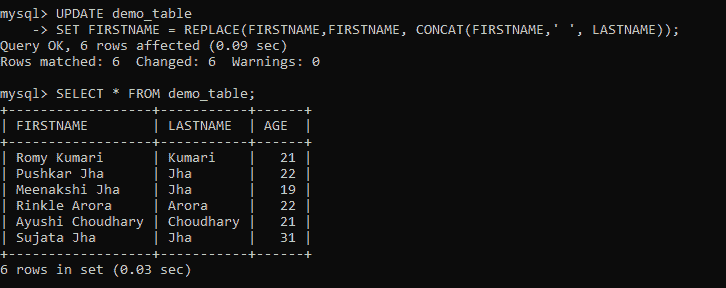 mysql> UPDATE demo_table
    -> SET FIRSTNAME = REPLACE(FIRSTNAME,FIRSTNAME, CONCAT(FIRSTNAME,' ', LASTNAME));
Query OK, 6 rows affected (0.09 sec)
Rows matched: 6  Changed: 6  Warnings: 0

mysql> SELECT * FROM demo_table;
+------------------+-----------+------+
| FIRSTNAME        | LASTNAME  | AGE  |
+------------------+-----------+------+
| Romy Kumari      | Kumari    |   21 |
| Pushkar Jha      | Jha       |   22 |
| Meenakshi Jha    | Jha       |   19 |
| Rinkle Arora     | Arora     |   22 |
| Ayushi Choudhary | Choudhary |   21 |
| Sujata Jha       | Jha       |   31 |
+------------------+-----------+------+
6 rows in set (0.03 sec)